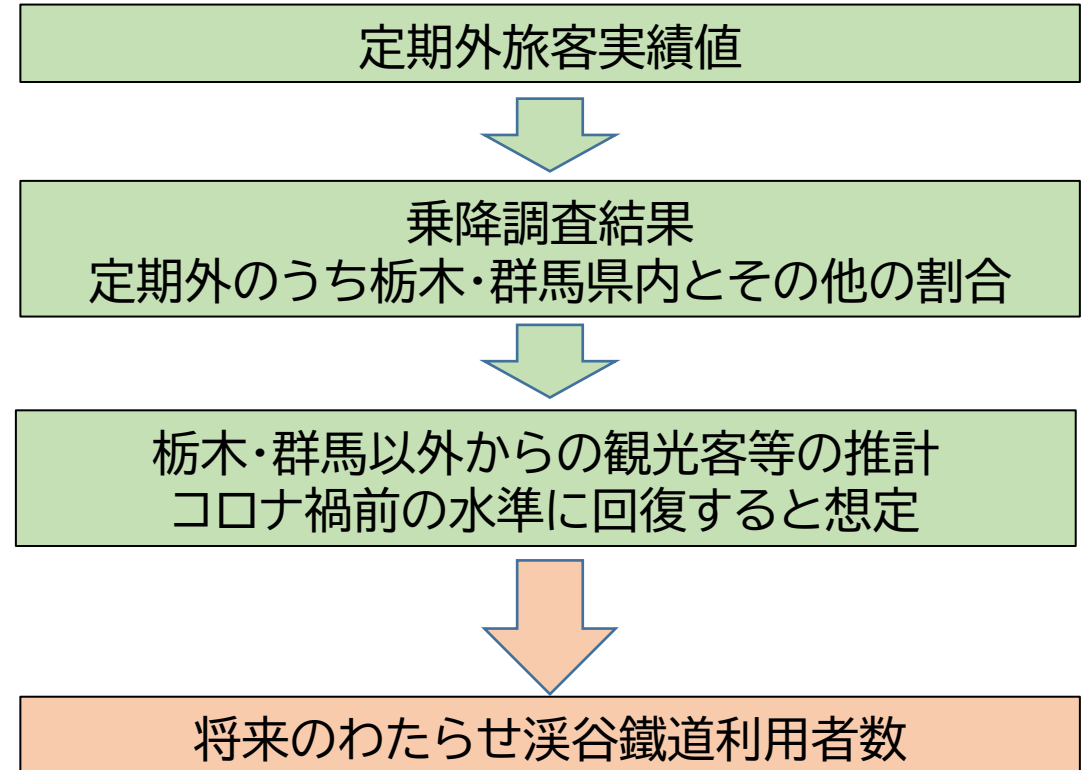 定期外旅客実績値
乗降調査結果
定期外のうち栃木･群馬県内とその他の割合
栃木･群馬以外からの観光客等の推計
コロナ禍前の水準に回復すると想定
将来のわたらせ渓谷鐵道利用者数